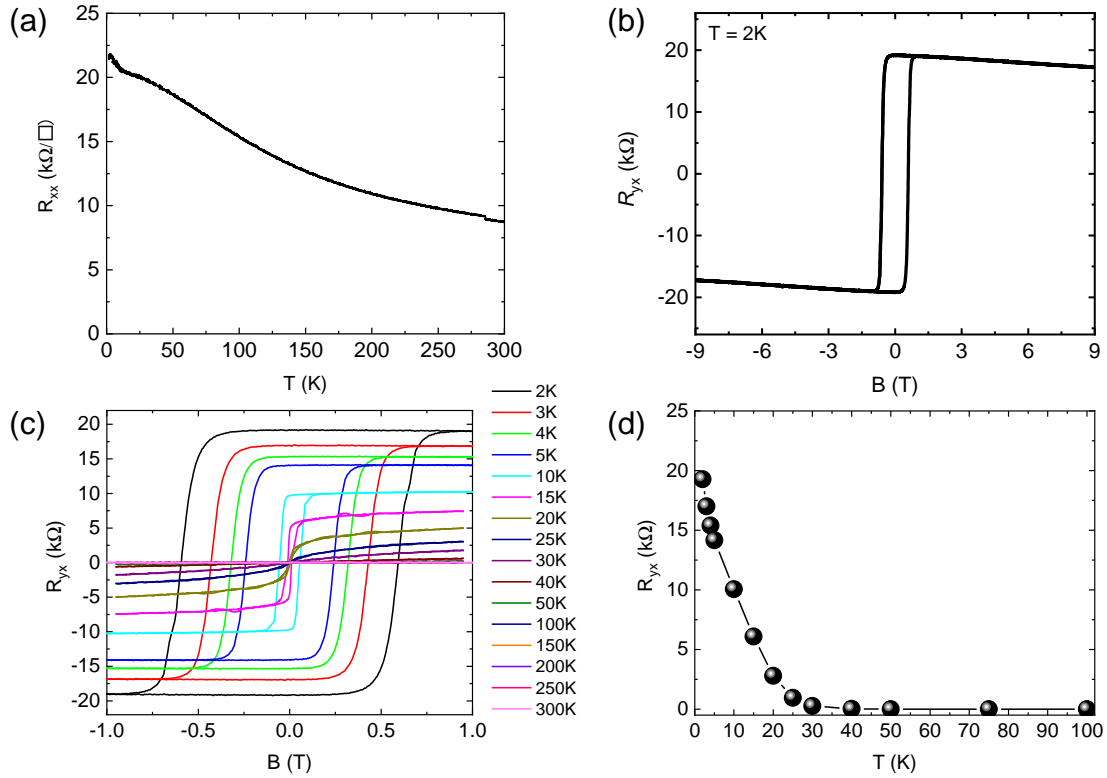 (a)
25
20
15
10
5
0
R_xx (kΩ/□)
0 50 100 150 200 250 300
T (K)
(b)
T = 2K
20
10
0
-10
-20
R_yx (kΩ)
-9 -6 -3 0 3 6 9
B (T)
(c)
20
15
10
5
0
-5
-10
-15
-20
R_yx (kΩ)
-1.0 -0.5 0.0 0.5 1.0
B (T)
2K
3K
4K
5K
10K
15K
20K
25K
30K
40K
50K
100K
150K
200K
250K
300K
(d)
25
20
15
10
5
0
R_yx (kΩ)
0 10 20 30 40 50 60 70 80 90 100
T (K)